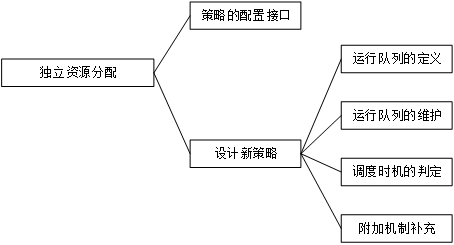 策略的配置接口
独立资源分配
运行队列的定义
运行队列的维护
设计新策略
调度时机的判定
附加机制补充